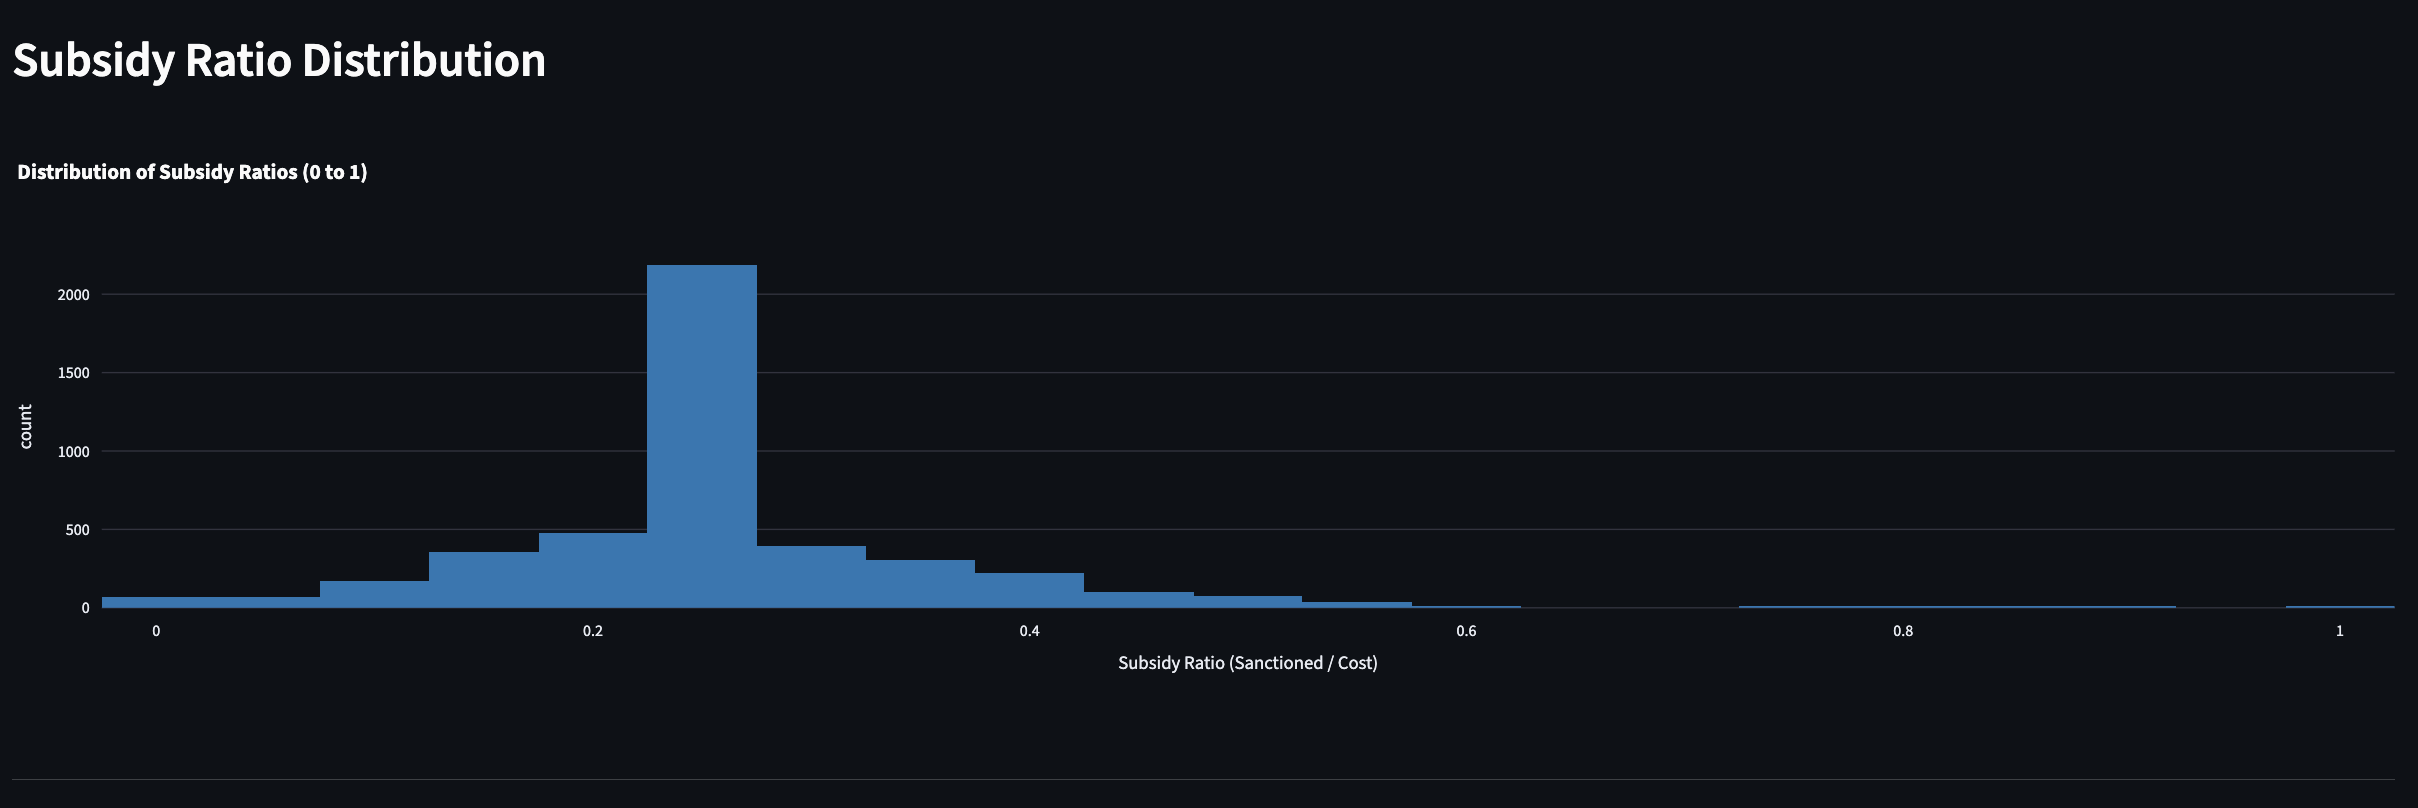 Subsidy Ratio Distribution
Distribution of Subsidy Ratios (0 to 1)
2000
1500
1000
500
0
count
0 0.2 0.4 0.6 0.8 1
Subsidy Ratio (Sanctioned / Cost)